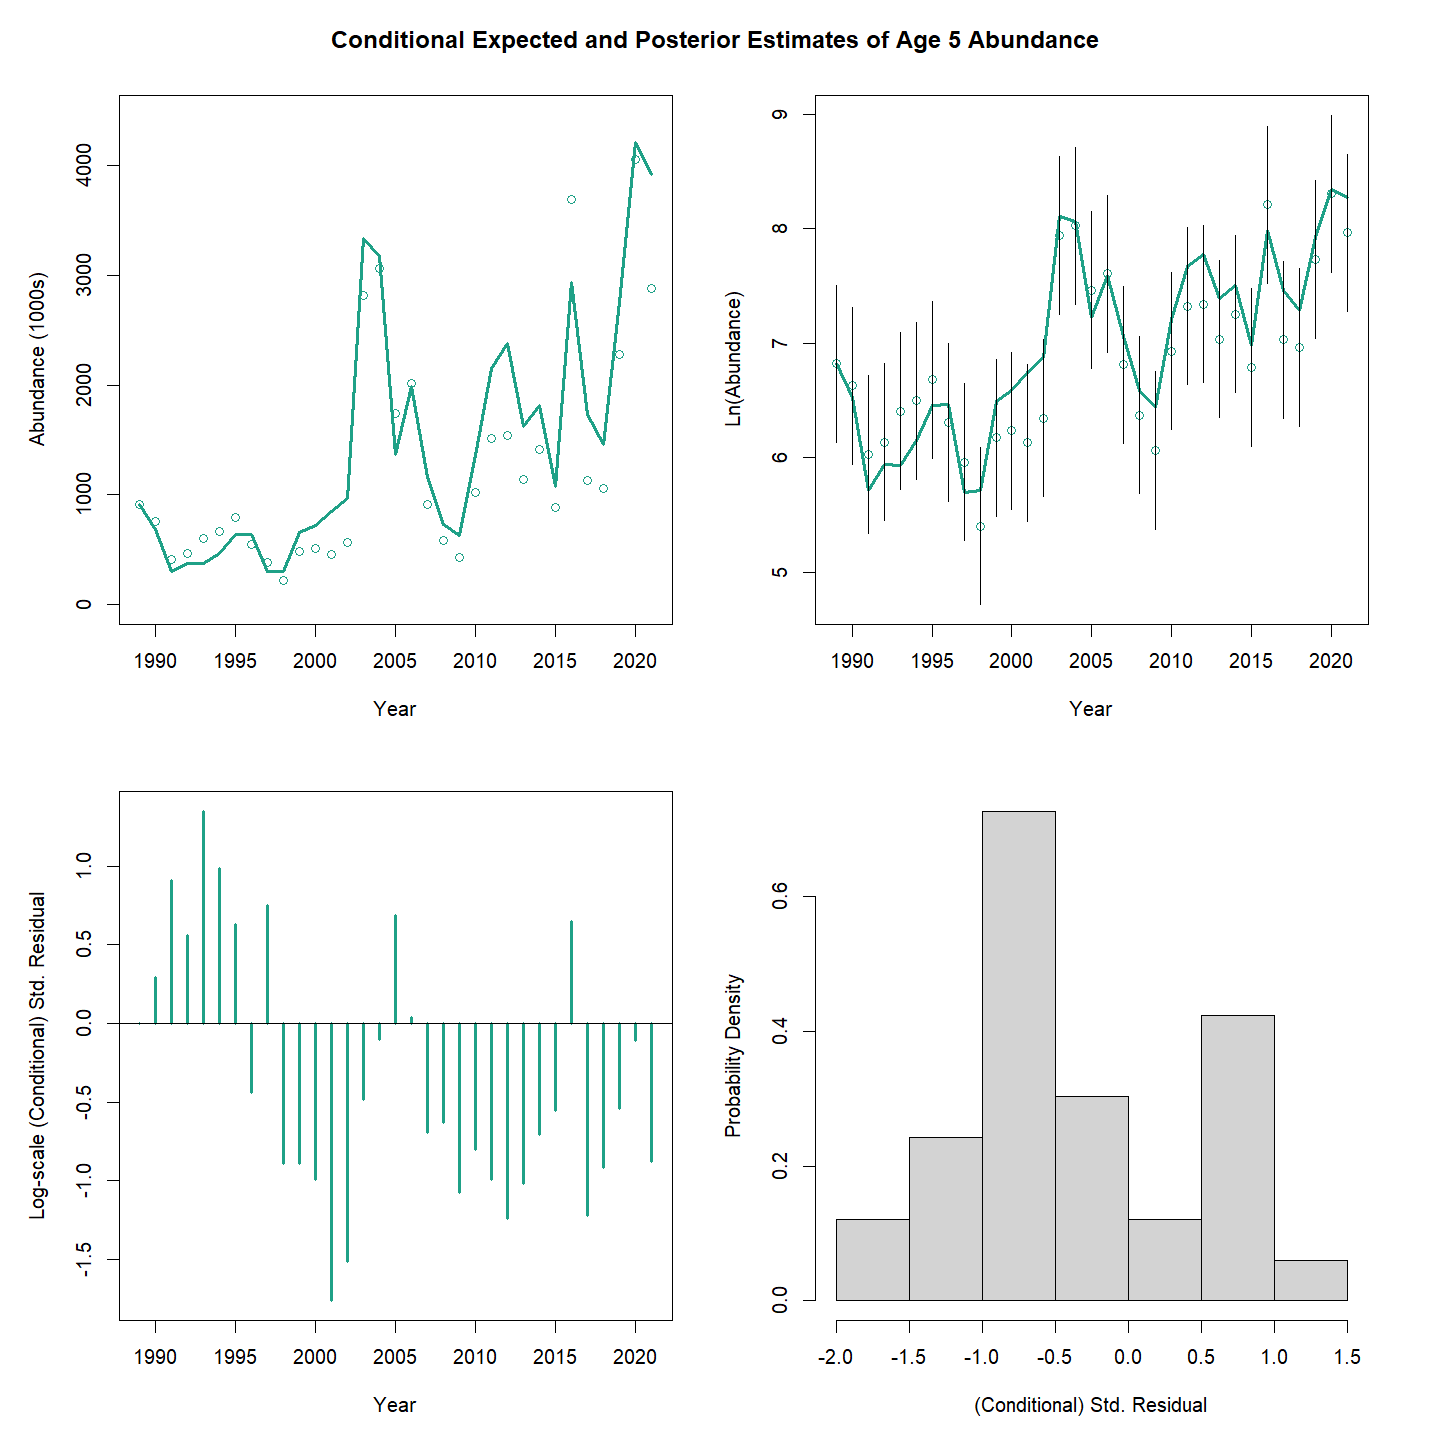 Conditional Expected and Posterior Estimates of Age 5 Abundance
Abundance (1000s)
4000
3000
2000
1000
0
1990 1995 2000 2005 2010 2015 2020
Year
Ln(Abundance)
9
8
7
6
5
1990 1995 2000 2005 2010 2015 2020
Year
Log-scale (Conditional) Std. Residual
1.0
0.5
0.0
-0.5
-1.0
-1.5
1990 1995 2000 2005 2010 2015 2020
Year
Probability Density
0.6
0.4
0.2
0.0
-2.0 -1.5 -1.0 -0.5 0.0 0.5 1.0 1.5
(Conditional) Std. Residual